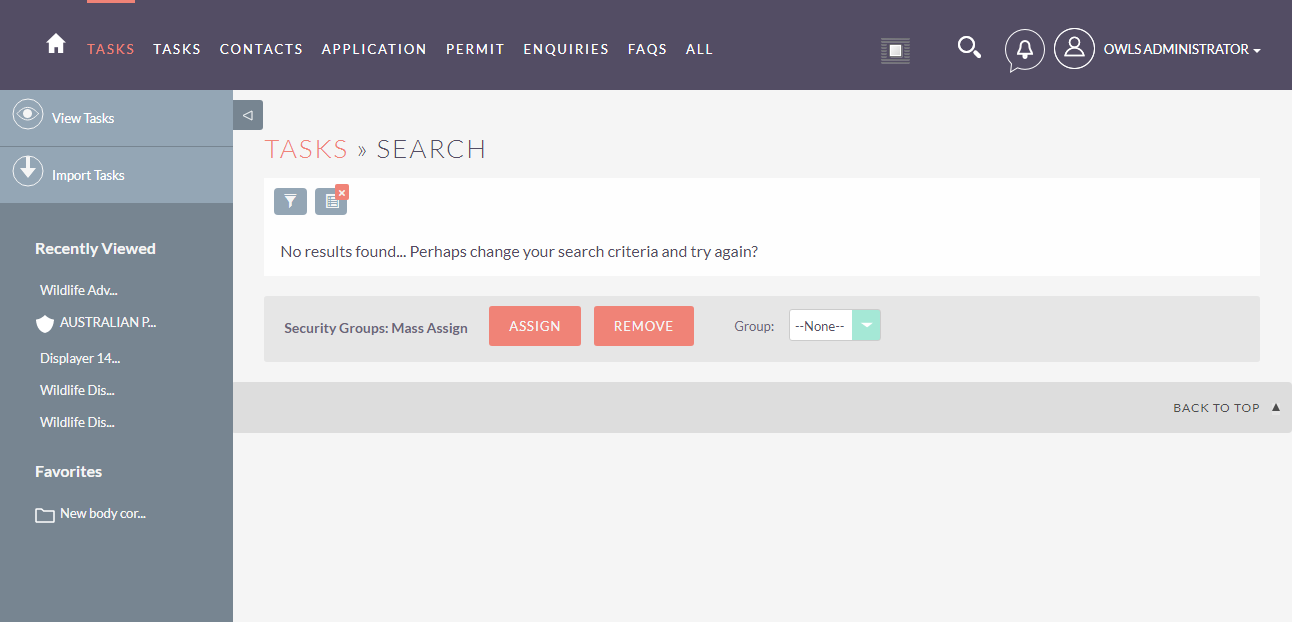 TASKS TASKS CONTACTS APPLICATION PERMIT ENQUIRIES FAQS ALL OWLS ADMINISTRATOR
View Tasks
Import Tasks
Recently Viewed
Wildlife Adv...
AUSTRALIAN P...
Displayer 14...
Wildlife Dis...
Wildlife Dis...
Favorites
New body cor...
TASKS » SEARCH
No results found... Perhaps change your search criteria and try again?
Security Groups: Mass Assign ASSIGN REMOVE Group: --None--
BACK TO TOP